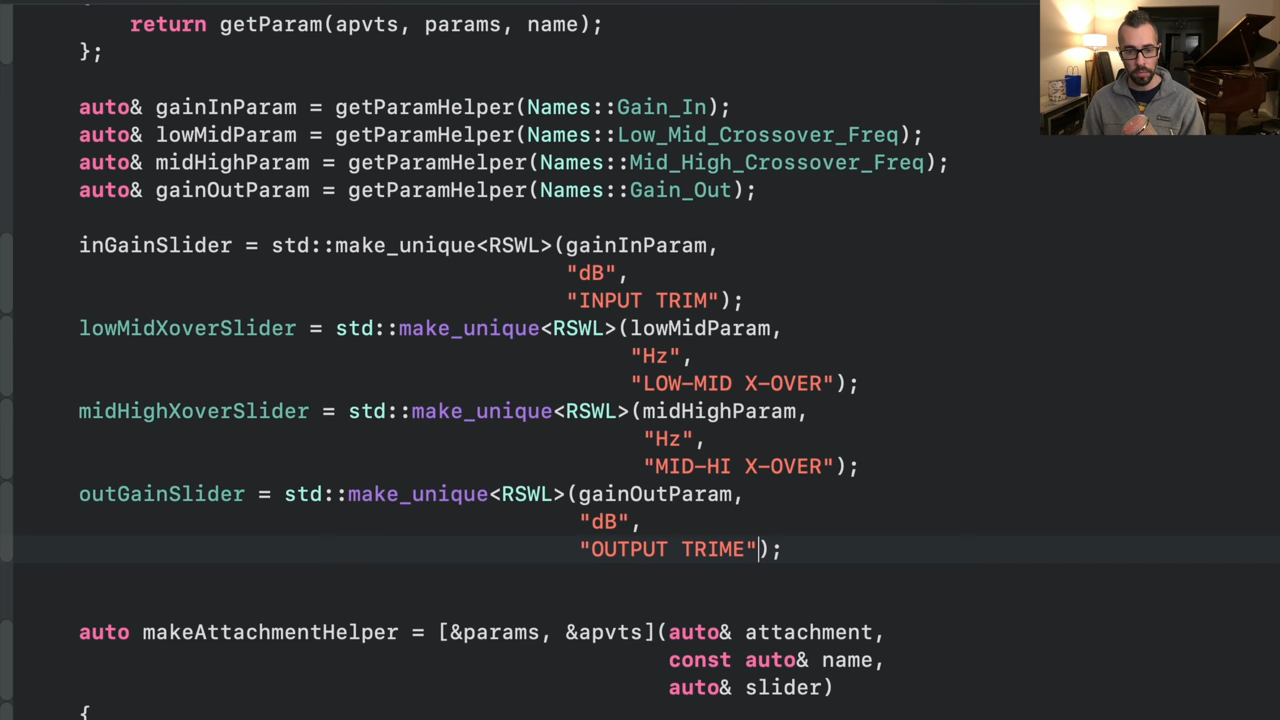 return getParam(apvts, params, name);
};
auto& gainInParam = getParamHelper(Names::Gain_In);
auto& lowMidParam = getParamHelper(Names::Low_Mid_Crossover_Freq);
auto& midHighParam = getParamHelper(Names::Mid_High_Crossover_Freq);
auto& gainOutParam = getParamHelper(Names::Gain_Out);
inGainSlider = std::make_unique<RSWL>(gainInParam,
"dB",
"INPUT TRIM");
lowMidXoverSlider = std::make_unique<RSWL>(lowMidParam,
"Hz",
"LOW-MID X-OVER");
midHighXoverSlider = std::make_unique<RSWL>(midHighParam,
"Hz",
"MID-HI X-OVER");
outGainSlider = std::make_unique<RSWL>(gainOutParam,
"dB",
"OUTPUT TRIME");
auto makeAttachmentHelper = [&params, &apvts](auto& attachment,
const auto& name,
auto& slider)
{